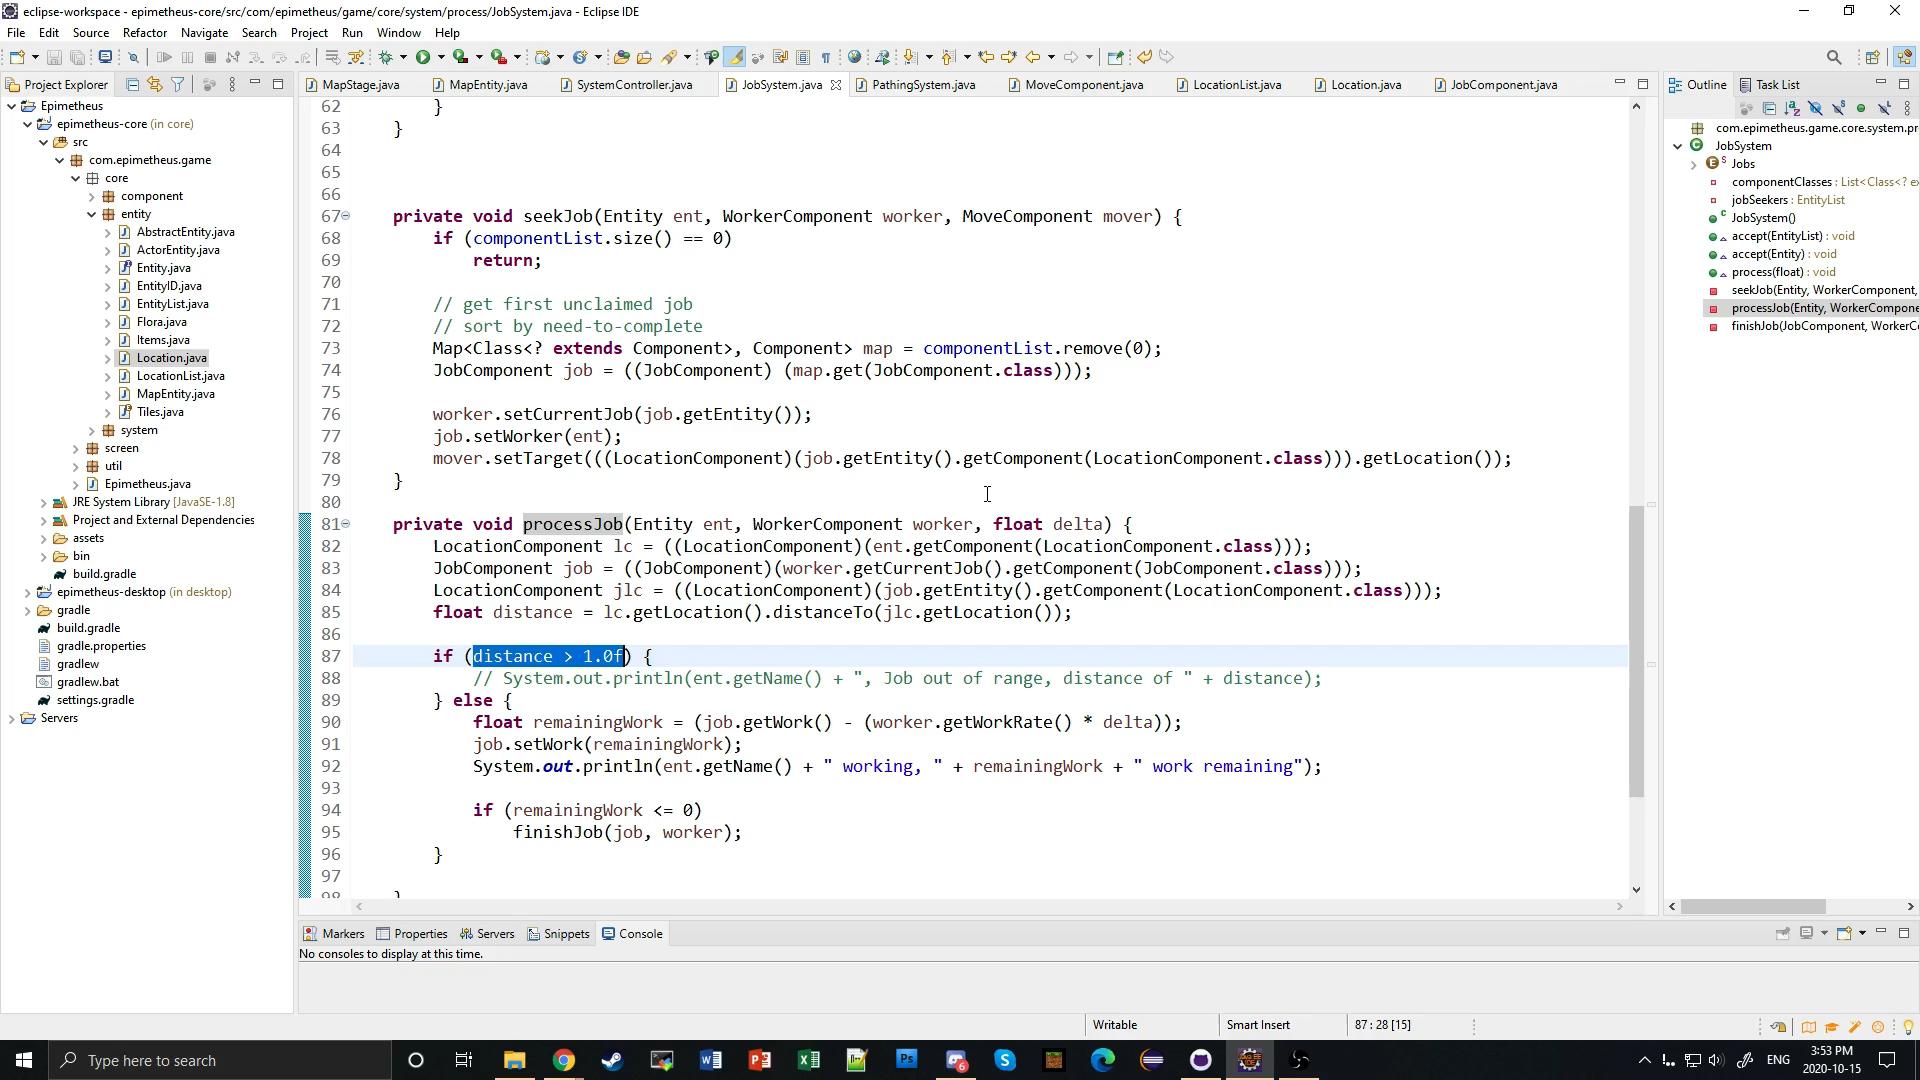 eclipse-workspace - epimetheus-core/src/com/epimetheus/game/core/system/process/JobSystem.java - Eclipse IDE
File Edit Source Refactor Navigate Search Project Run Window Help
Project Explorer
Epimetheus
epimetheus-core (in core)
src
com.epimetheus.game
core
component
entity
AbstractEntity.java
ActorEntity.java
Entity.java
EntityID.java
EntityList.java
Flora.java
Items.java
Location.java
LocationList.java
MapEntity.java
Tiles.java
system
screen
util
Epimetheus.java
JRE System Library [JavaSE-1.8]
Project and External Dependencies
assets
bin
build.gradle
epimetheus-desktop (in desktop)
gradle
build.gradle
gradle.properties
gradlew
gradlew.bat
settings.gradle
Servers
MapStage.java MapEntity.java SystemController.java JobSystem.java PathingSystem.java MoveComponent.java LocationList.java Location.java JobComponent.java
62 }
63 }
64
65
66
67 private void seekJob(Entity ent, WorkerComponent worker, MoveComponent mover) {
68 if (componentList.size() == 0)
69 return;
70
71 // get first unclaimed job
72 // sort by need-to-complete
73 Map<Class<? extends Component>, Component> map = componentList.remove(0);
74 JobComponent job = ((JobComponent) (map.get(JobComponent.class)));
75
76 worker.setCurrentJob(job.getEntity());
77 job.setWorker(ent);
78 mover.setTarget(((LocationComponent)(job.getEntity().getComponent(LocationComponent.class))).getLocation());
79 }
80
81 private void processJob(Entity ent, WorkerComponent worker, float delta) {
82 LocationComponent lc = ((LocationComponent)(ent.getComponent(LocationComponent.class)));
83 JobComponent job = ((JobComponent)(worker.getCurrentJob().getComponent(JobComponent.class)));
84 LocationComponent jlc = ((LocationComponent)(job.getEntity().getComponent(LocationComponent.class)));
85 float distance = lc.getLocation().distanceTo(jlc.getLocation());
86
87 if (distance > 1.0f) {
88 // System.out.println(ent.getName() + ", Job out of range, distance of " + distance);
89 } else {
90 float remainingWork = (job.getWork() - (worker.getWorkRate() * delta));
91 job.setWork(remainingWork);
92 System.out.println(ent.getName() + " working, " + remainingWork + " work remaining");
93
94 if (remainingWork <= 0)
95 finishJob(job, worker);
96 }
97
98 }
Outline Task List
com.epimetheus.game.core.system.pr
JobSystem
Jobs
componentClasses : List<Class<? e
jobSeekers : EntityList
JobSystem()
accept(EntityList) : void
accept(Entity) : void
process(float) : void
seekJob(Entity, WorkerComponent,
processJob(Entity, WorkerCompone
finishJob(JobComponent, WorkerC
Markers Properties Servers Snippets Console
No consoles to display at this time.
Writable Smart Insert 87 : 28 [15]
Type here to search
6
ENG
3:53 PM
2020-10-15